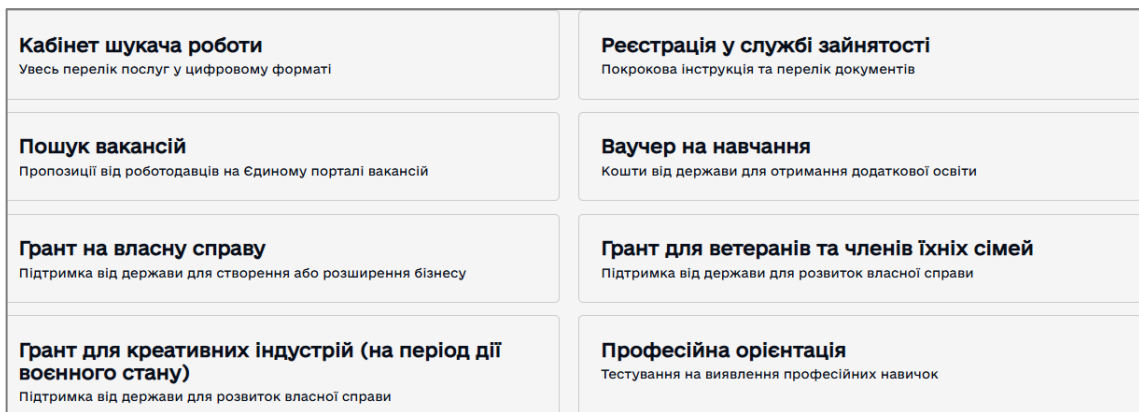 Кабінет шукача роботи
Увесь перелік послуг у цифровому форматі
Реєстрація у службі зайнятості
Покрокова інструкція та перелік документів
Пошук вакансій
Пропозиції від роботодавців на Єдиному порталі вакансій
Ваучер на навчання
Кошти від держави для отримання додаткової освіти
Грант на власну справу
Підтримка від держави для створення або розширення бізнесу
Грант для ветеранів та членів їхніх сімей
Підтримка від держави для розвиток власної справи
Грант для креативних індустрій (на період дії
воєнного стану)
Підтримка від держави для розвиток власної справи
Професійна орієнтація
Тестування на виявлення професійних навичок